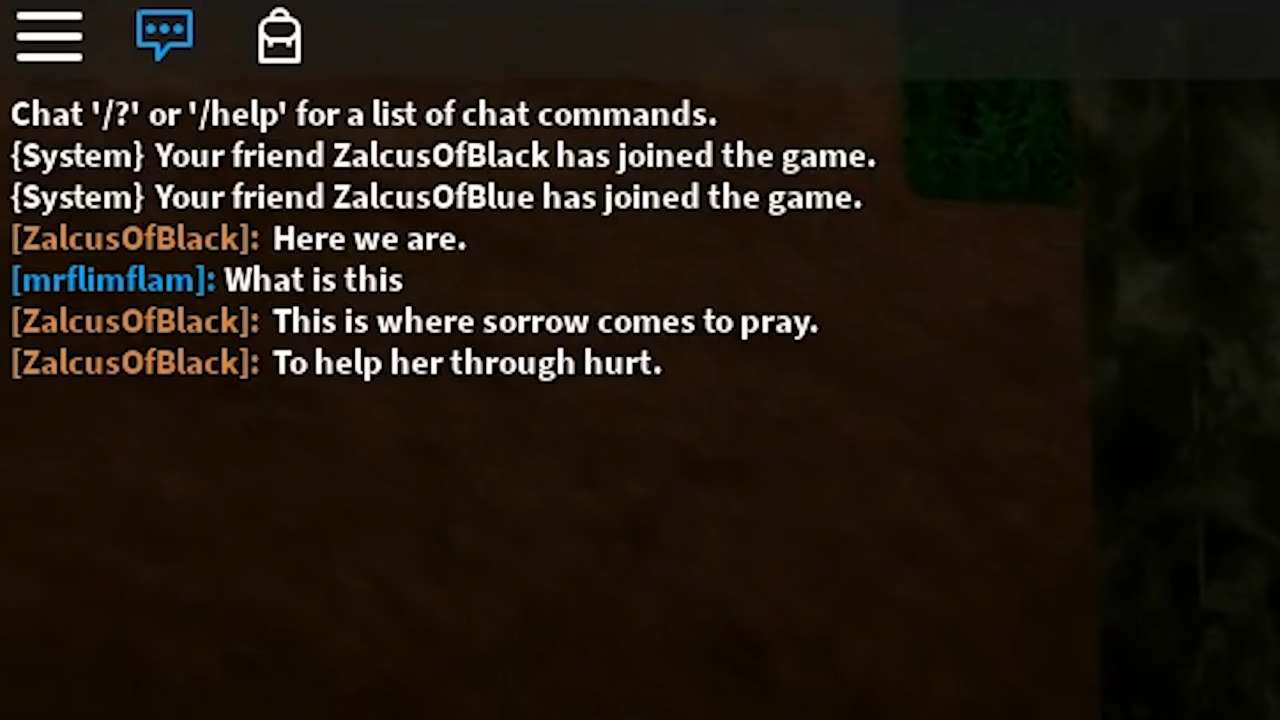 Chat '/?' or '/help' for a list of chat commands.
{System} Your friend ZalcusOfBlack has joined the game.
{System} Your friend ZalcusOfBlue has joined the game.
[ZalcusOfBlack]: Here we are.
[mrflimflam]: What is this
[ZalcusOfBlack]: This is where sorrow comes to pray.
[ZalcusOfBlack]: To help her through hurt.